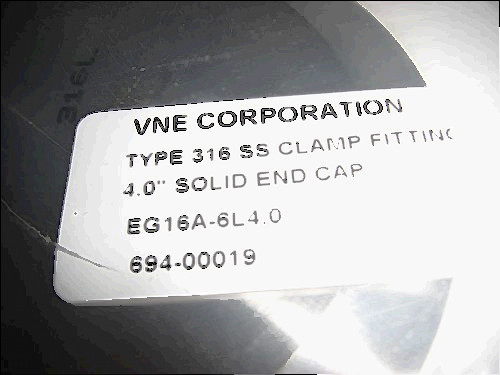 316L
VNE CORPORATION
TYPE 316 SS CLAMP FITTING
4.0" SOLID END CAP
EG16A-6L4.0
694-00019